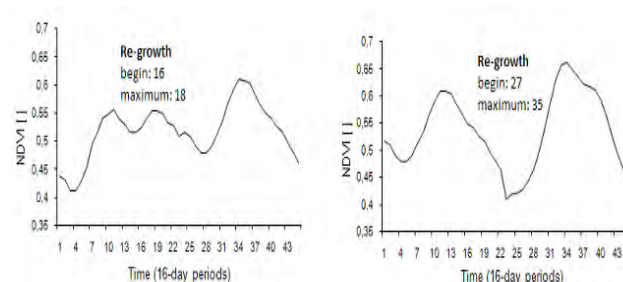 0,7
0,65
0,6
0,55
0,5
0,45
0,4
0,35
NDVI [ ]
Re-growth
begin: 16
maximum: 18
1 4 7 10 13 16 19 22 25 28 31 34 37 40 43
Time (16-day periods)
0,7
0,65
0,6
0,55
0,5
0,45
0,4
0,35
NDVI [ ]
Re-growth
begin: 27
maximum: 35
1 4 7 10 13 16 19 22 25 28 31 34 37 40 43
Time (16-day periods)